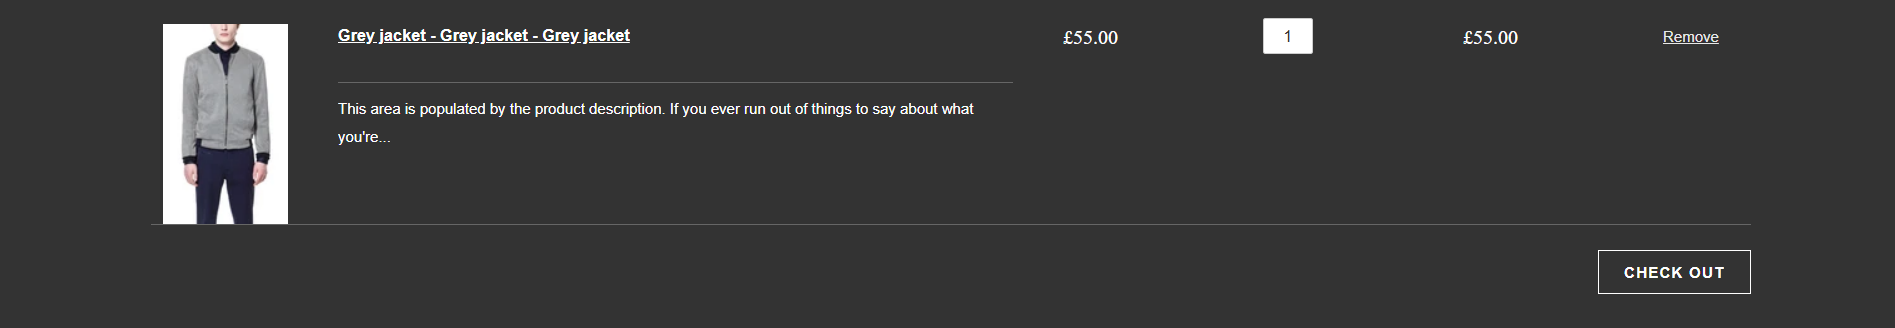 Grey jacket - Grey jacket - Grey jacket
£55.00
1
£55.00
Remove
This area is populated by the product description. If you ever run out of things to say about what
you're...
CHECK OUT